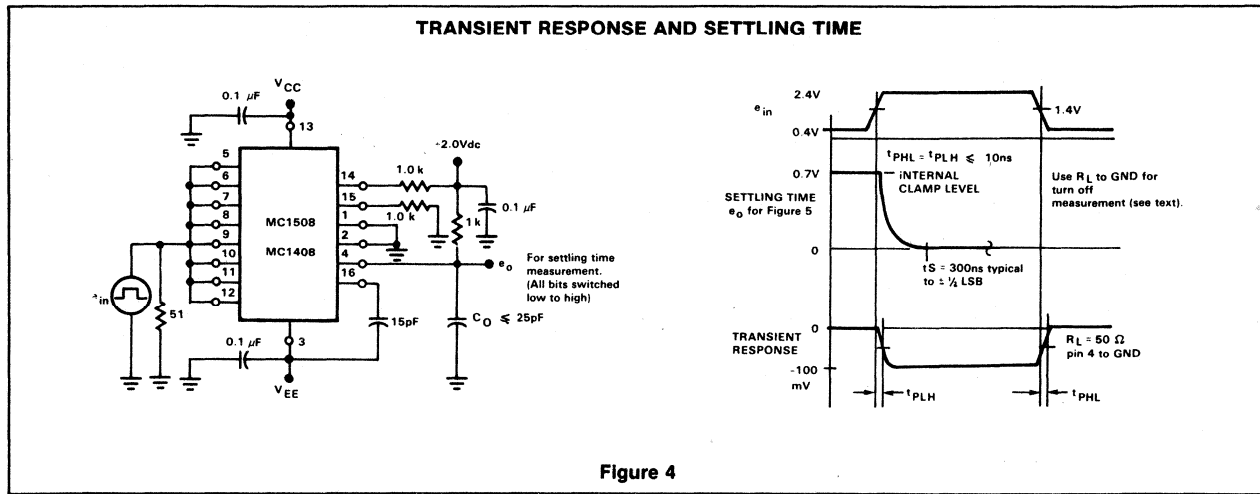 TRANSIENT RESPONSE AND SETTLING TIME
VCC
0.1 μF
13
5
6
7
8
9
10
11
12
MC1508
MC1408
14
15
1
2
4
16
1.0 k
1.0 k
2.0Vdc
1k
0.1 μF
eo
For settling time
measurement.
(All bits switched
low to high)
in
51
15pF
CO ≤ 25pF
0.1 μF
3
VEE
2.4V
ein
0.4V
1.4V
tPHL = tPLH ≤ 10ns
0.7V
INTERNAL
CLAMP LEVEL
SETTLING TIME
eo for Figure 5
Use RL to GND for
turn off
measurement (see text).
0
tS = 300ns typical
to ± ½ LSB
0
TRANSIENT
RESPONSE
RL = 50 Ω
pin 4 to GND
-100
mV
tPLH
tPHL
Figure 4